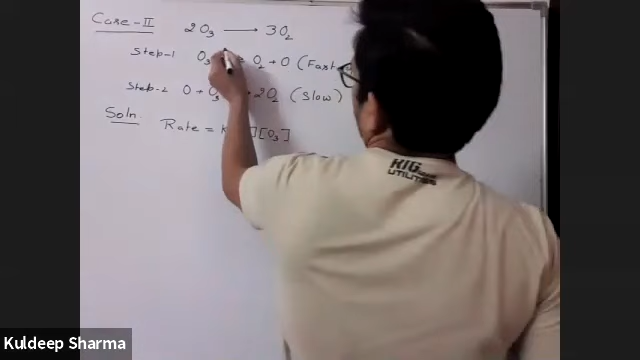 Case-II 2O₃ ⟶ 3O₂
Step-1 O₃ O₂ + O (Fast
Step-2 O + O₃ 2O₂ (Slow)
Soln Rate = K ][O₃]
RIG
UTILITIES
Kuldeep Sharma